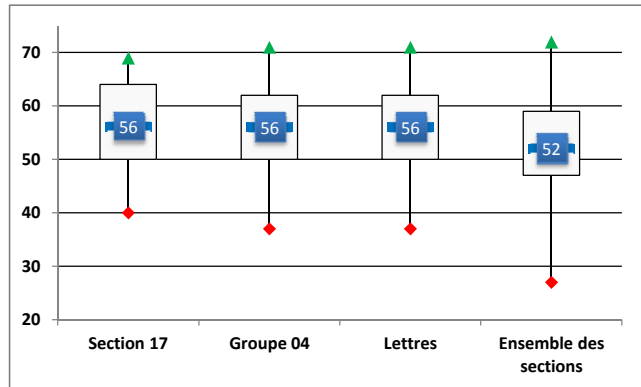 70
60
50
40
30
20
56
56
56
52
Section 17
Groupe 04
Lettres
Ensemble des
sections